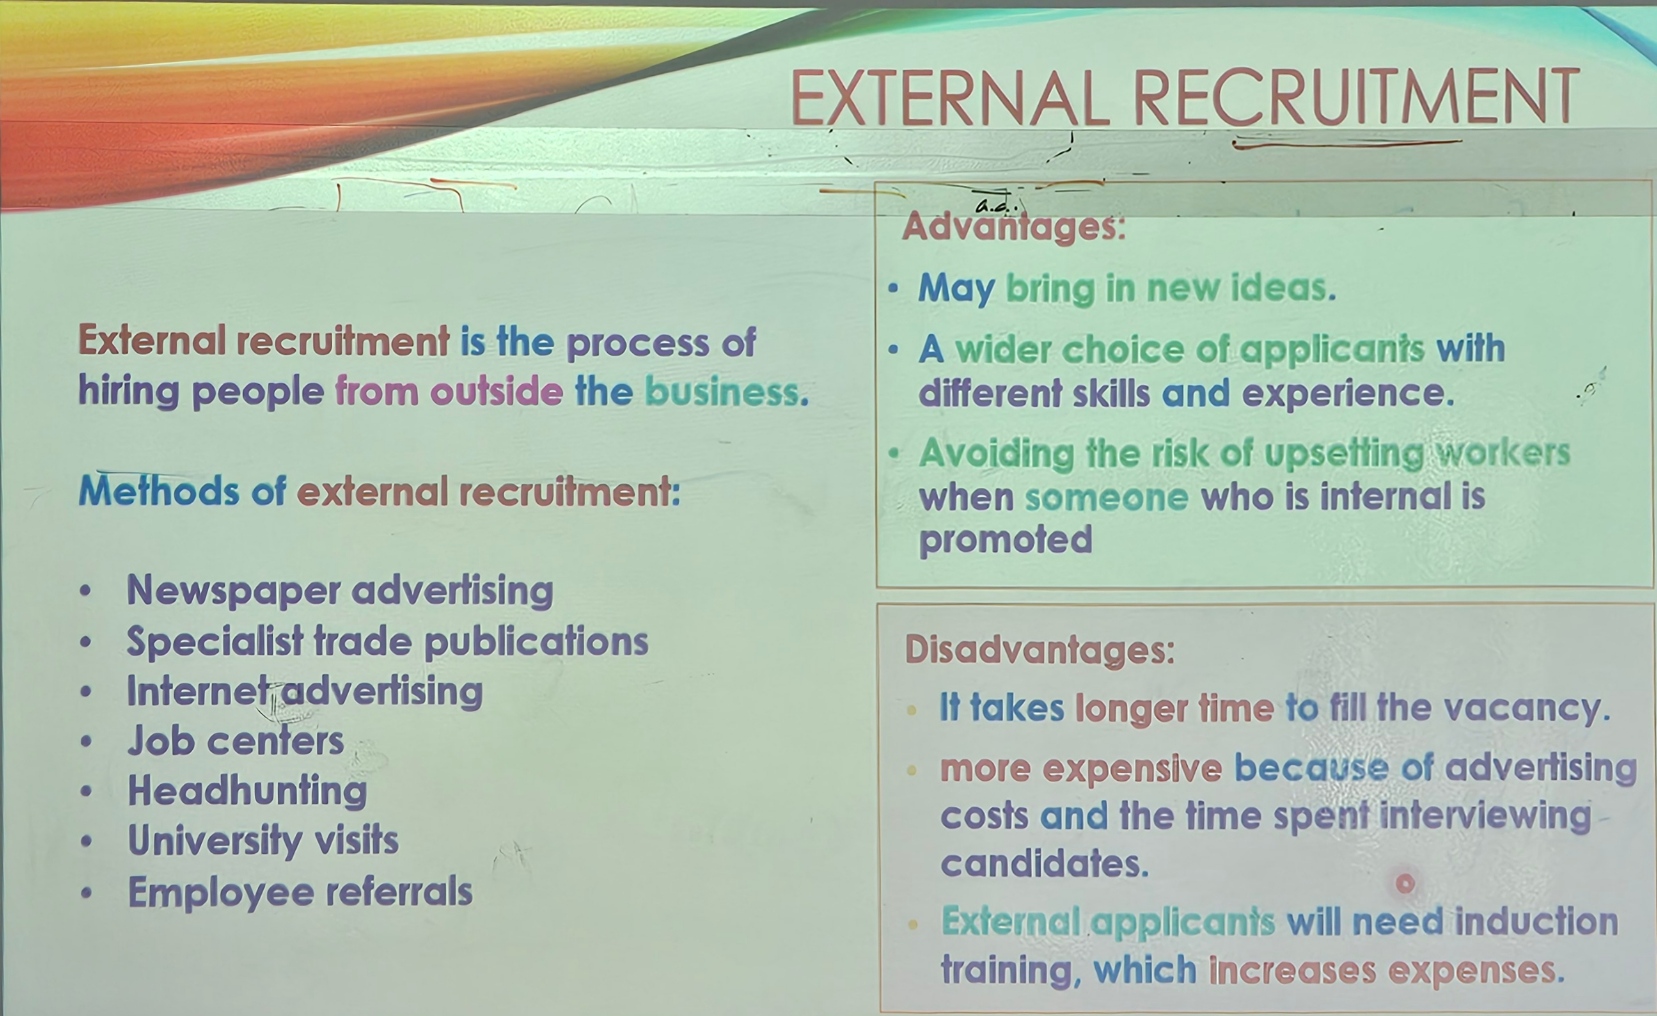 EXTERNAL RECRUITMENT
External recruitment is the process of
hiring people from outside the business.
Methods of external recruitment:
• Newspaper advertising
• Specialist trade publications
• Internet advertising
• Job centers
• Headhunting
• University visits
• Employee referrals
a.d.
Advantages:
• May bring in new ideas.
• A wider choice of applicants with
different skills and experience.
• Avoiding the risk of upsetting workers
when someone who is internal is
promoted
Disadvantages:
• It takes longer time to fill the vacancy.
• more expensive because of advertising
costs and the time spent interviewing
candidates.
• External applicants will need induction
training, which increases expenses.